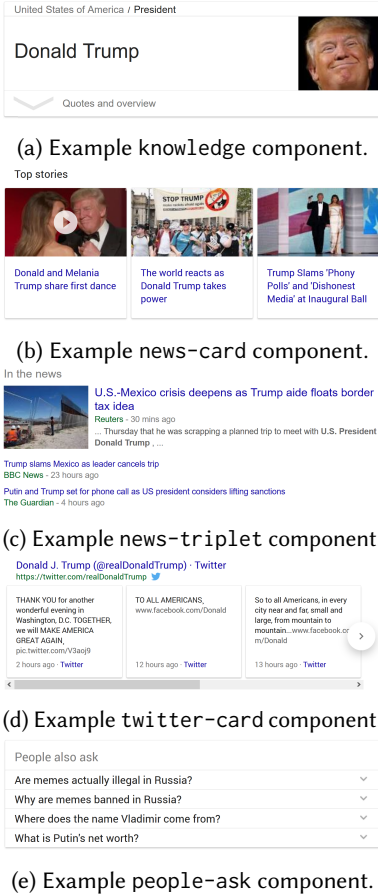 United States of America / President
Donald Trump
Quotes and overview
(a) Example knowledge component.
Top stories
STOP TRUMP
Donald and Melania Trump share first dance
The world reacts as Donald Trump takes power
Trump Slams 'Phony Polls' and 'Dishonest Media' at Inaugural Ball
(b) Example news-card component.
In the news
U.S.-Mexico crisis deepens as Trump aide floats border
tax idea
Reuters - 30 mins ago
... Thursday that he was scrapping a planned trip to meet with U.S. President
Donald Trump , ...
Trump slams Mexico as leader cancels trip
BBC News - 23 hours ago
Putin and Trump set for phone call as US president considers lifting sanctions
The Guardian - 4 hours ago
(c) Example news-triplet component
Donald J. Trump (@realDonaldTrump) · Twitter
https://twitter.com/realDonaldTrump
THANK YOU for another
wonderful evening in
Washington, D.C. TOGETHER,
we will MAKE AMERICA
GREAT AGAIN,
pic.twitter.com/V3aoj9
2 hours ago · Twitter
TO ALL AMERICANS,
www.facebook.com/Donald
12 hours ago · Twitter
So to all Americans, in every
city near and far, small and
large, from mountain to
mountain...www.facebook.co
m/Donald
13 hours ago · Twitter
(d) Example twitter-card component
People also ask
Are memes actually illegal in Russia?
Why are memes banned in Russia?
Where does the name Vladimir come from?
What is Putin's net worth?
(e) Example people-ask component.